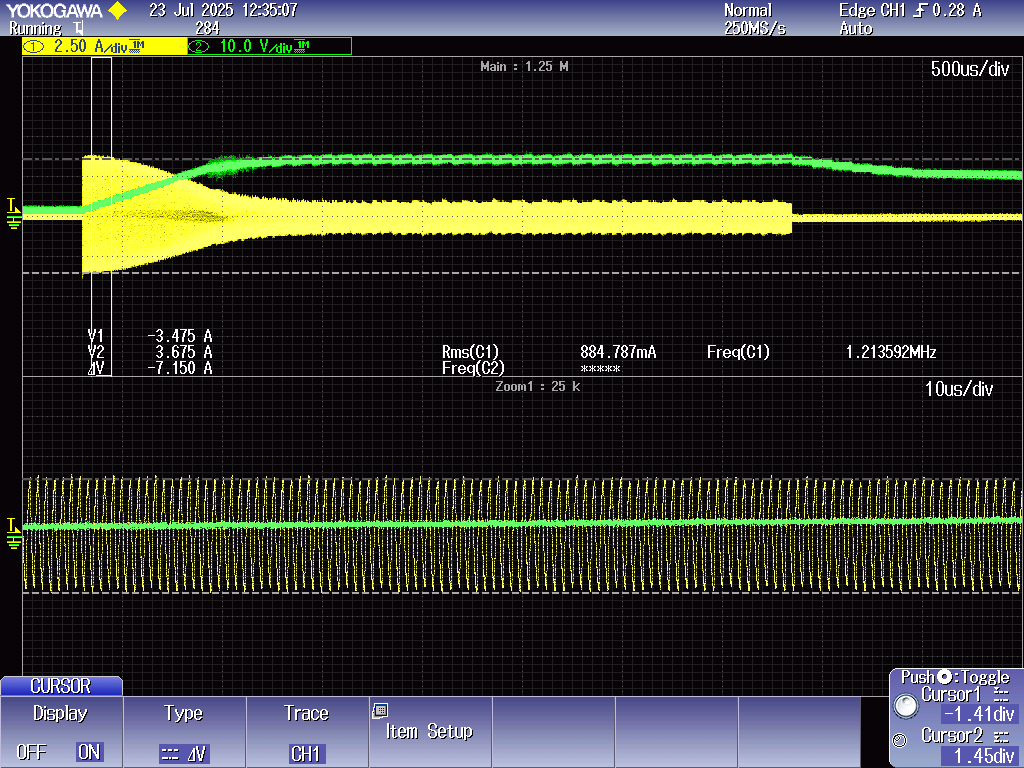 YOKOGAWA 23 Jul 2025 12:35:07 Normal Edge CH1 0.28 A
Running 284 250MS/s Auto
1 2.50 A/div 1M 2 10.0 V/div 1M
Main : 1.25 M 500us/div
T
V1 -3.475 A
V2 3.675 A Rms(C1) 884.787mA Freq(C1) 1.213592MHz
ΔV -7.150 A Freq(C2) *****
Zoom1 : 25 k 10us/div
T
CURSOR
Display Type Trace Item Setup
OFF ON ΔV CH1
Push :Toggle
Cursor1
-1.41div
Cursor2
1.45div